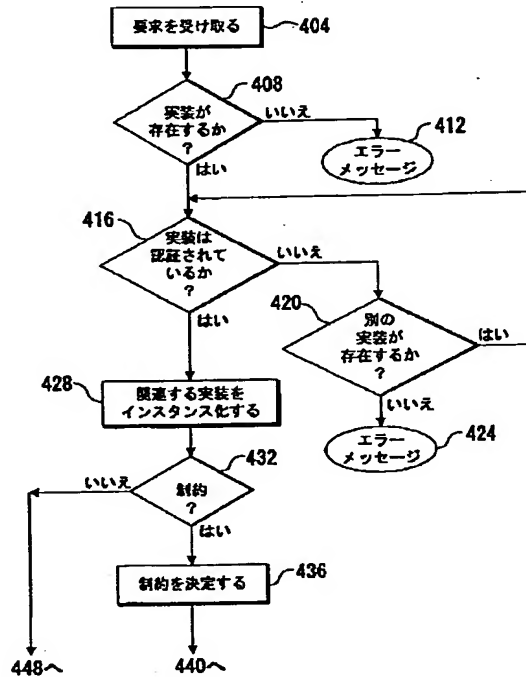 要求を受け取る
404
408
実装が
存在するか
?
いいえ
412
エラー
メッセージ
はい
416
実装は
認証されて
いるか
?
いいえ
420
別の
実装が
存在するか
?
はい
はい
428
関連する実装を
インスタンス化する
いいえ
424
エラー
メッセージ
432
いいえ
制約
?
はい
制約を決定する
436
448へ
440へ